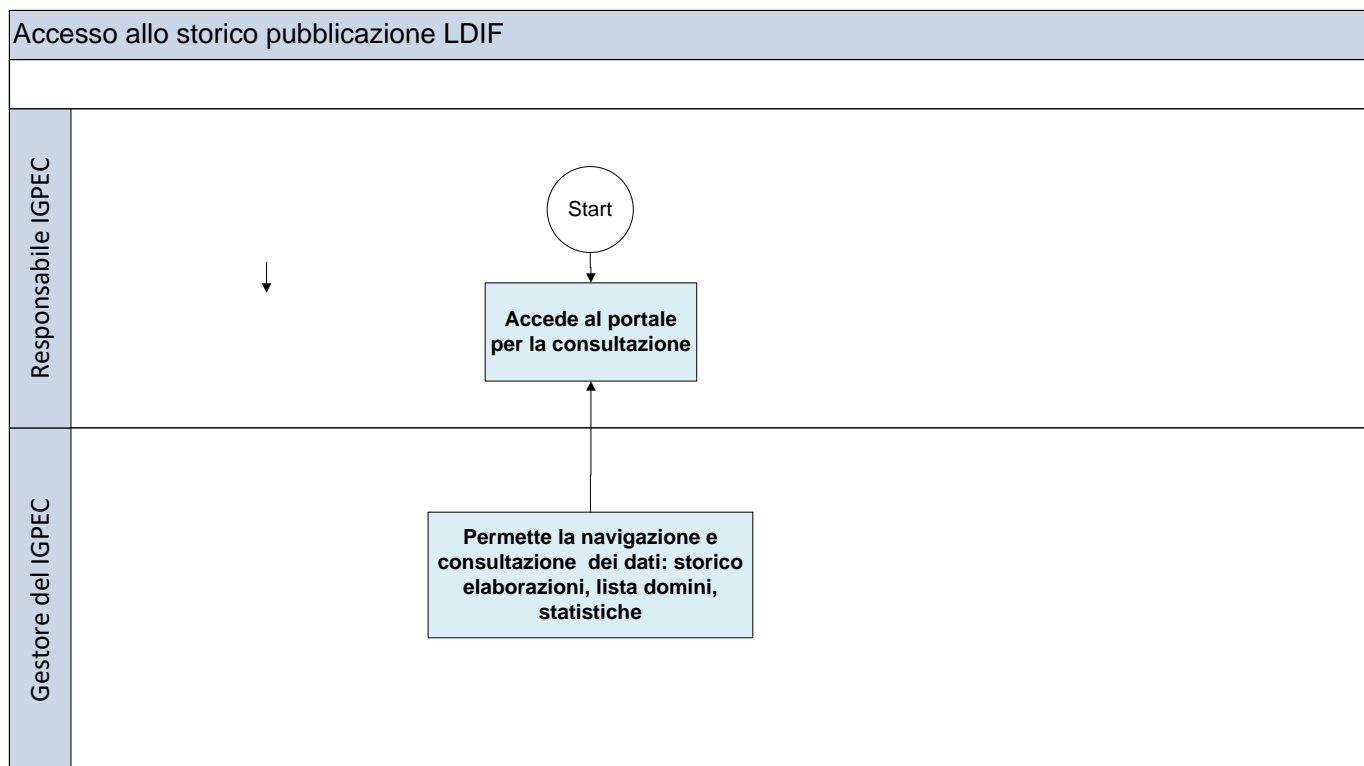 Accesso allo storico pubblicazione LDIF
Responsabile IGPEC
Start
Accede al portale
per la consultazione
Gestore del IGPEC
Permette la navigazione e
consultazione  dei dati: storico
elaborazioni, lista domini,
statistiche